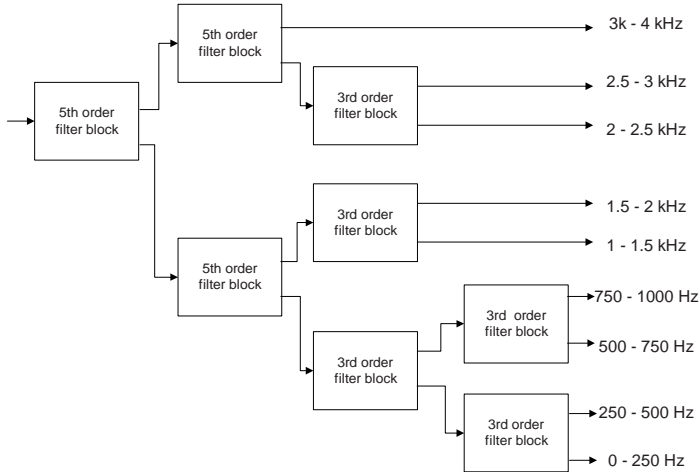 5th order
filter block
3k - 4 kHz
5th order
filter block
3rd order
filter block
2.5 - 3 kHz
2 - 2.5 kHz
3rd order
filter block
1.5 - 2 kHz
1 - 1.5 kHz
5th order
filter block
3rd order
filter block
3rd order
filter block
750 - 1000 Hz
500 - 750 Hz
3rd order
filter block
250 - 500 Hz
0 - 250 Hz